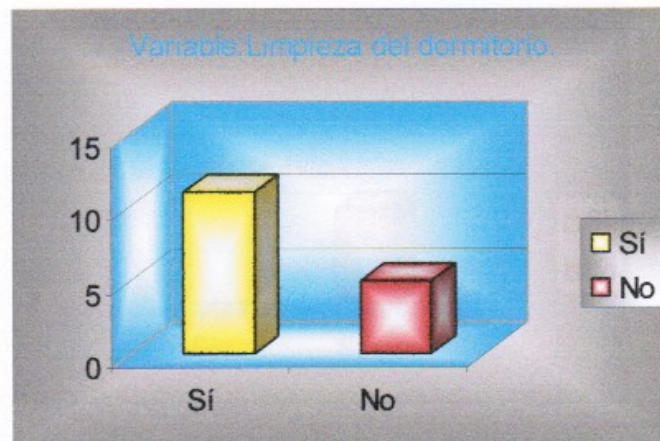 Variable:Limpieza del dormitorio.
15
10
5
0
Sí
No
Sí
No